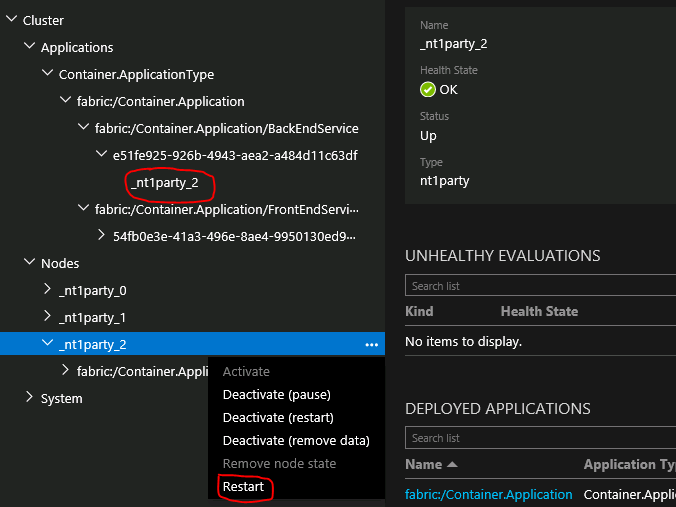 Cluster
Applications
Container.ApplicationType
fabric:/Container.Application
fabric:/Container.Application/BackEndService
e51fe925-926b-4943-aea2-a484d11c63df
_nt1party_2
fabric:/Container.Application/FrontEndServi...
54fb0e3e-41a3-496e-8ae4-9950130ed9...
Nodes
_nt1party_0
_nt1party_1
_nt1party_2 ...
fabric:/Container.Appli
System
Activate
Deactivate (pause)
Deactivate (restart)
Deactivate (remove data)
Remove node state
Restart
Name
_nt1party_2
Health State
OK
Status
Up
Type
nt1party
UNHEALTHY EVALUATIONS
Search list
Kind Health State
No items to display.
DEPLOYED APPLICATIONS
Search list
Name Application Ty
fabric:/Container.Application Container.Appli